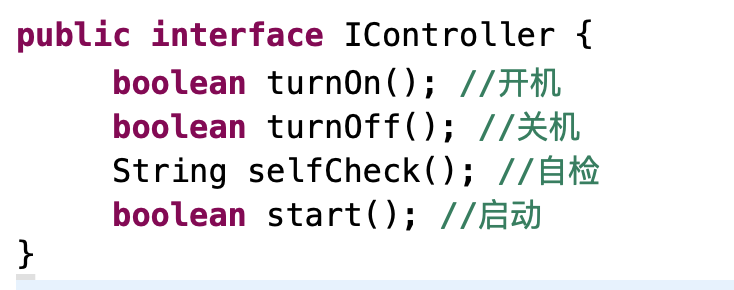 public interface IController {
boolean turnOn(); //开机
boolean turnOff(); //关机
String selfCheck(); //自检
boolean start(); //启动
}